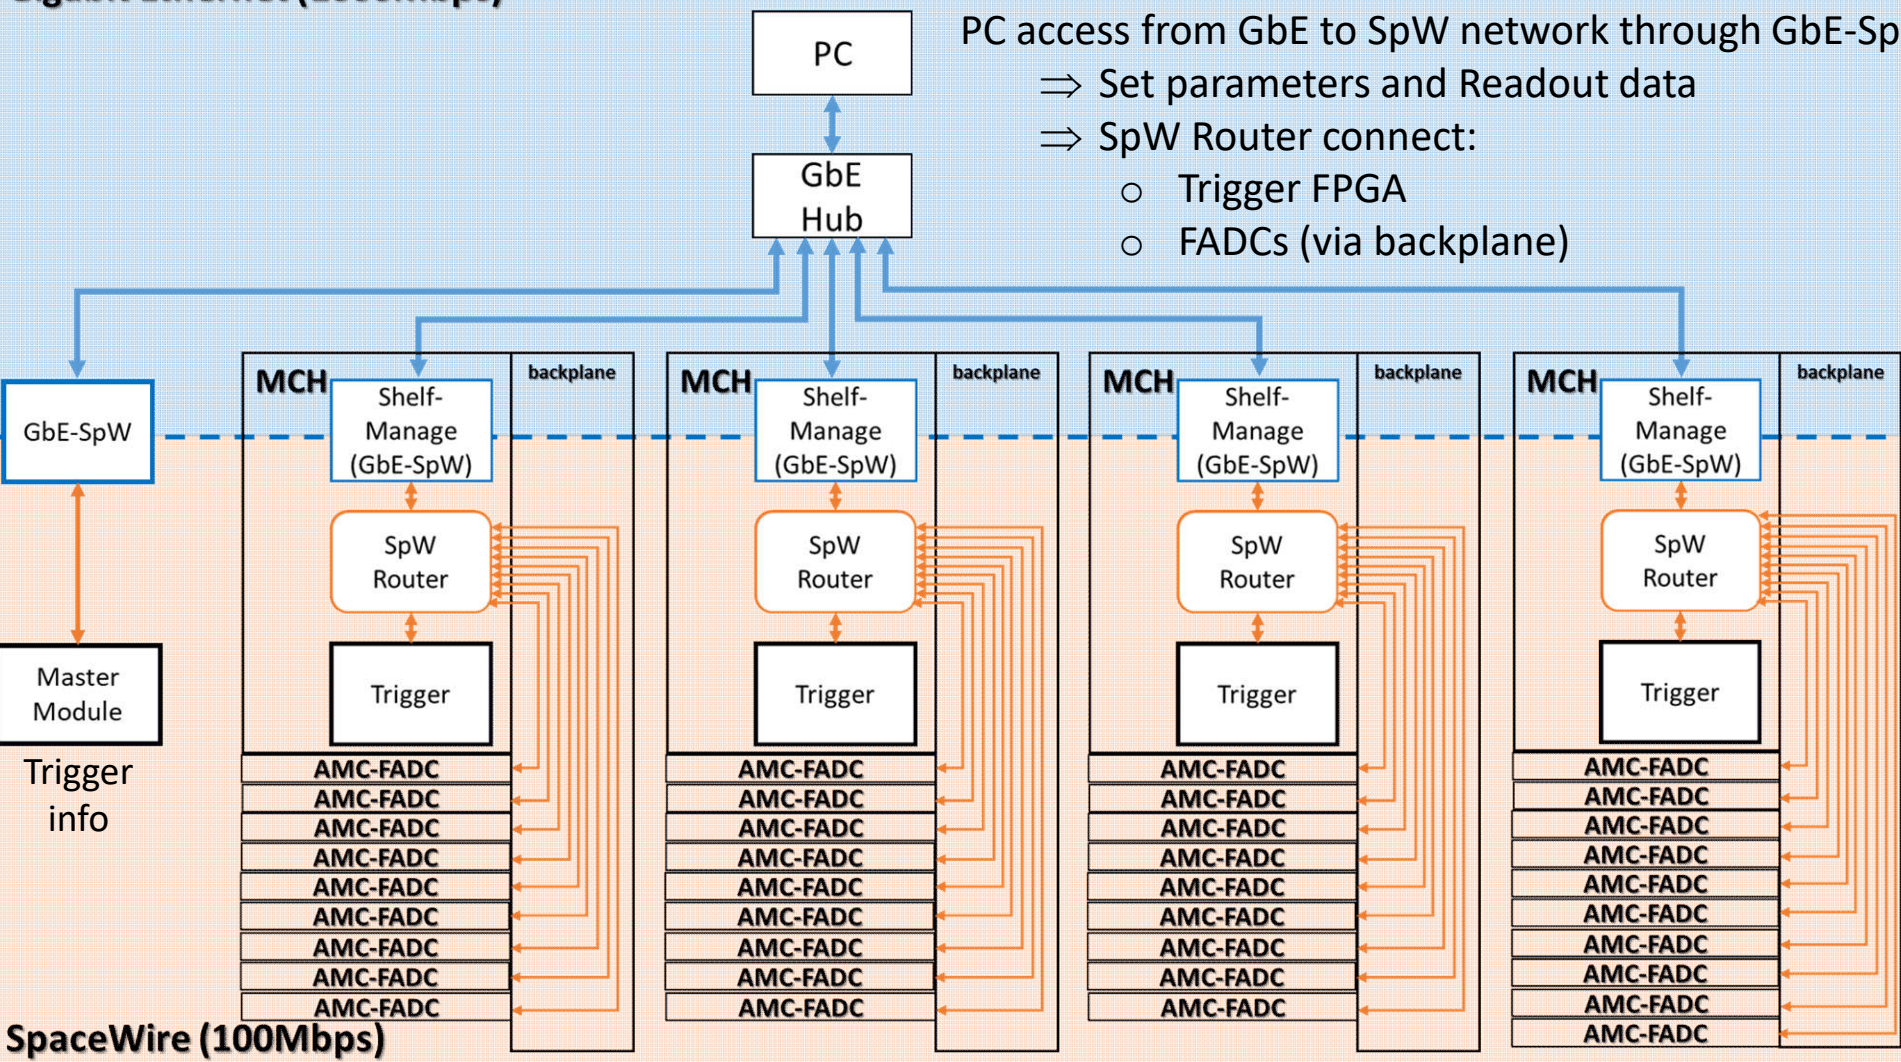 PC access from GbE to SpW network through GbE-Sp
⇒ Set parameters and Readout data
⇒ SpW Router connect:
o Trigger FPGA
o FADCs (via backplane)
PC
GbE
Hub
GbE-SpW
Master
Module
Trigger
info
MCH
backplane
Shelf-
Manage
(GbE-SpW)
SpW
Router
Trigger
AMC-FADC
AMC-FADC
AMC-FADC
AMC-FADC
AMC-FADC
AMC-FADC
AMC-FADC
AMC-FADC
AMC-FADC
MCH
backplane
Shelf-
Manage
(GbE-SpW)
SpW
Router
Trigger
AMC-FADC
AMC-FADC
AMC-FADC
AMC-FADC
AMC-FADC
AMC-FADC
AMC-FADC
AMC-FADC
AMC-FADC
MCH
backplane
Shelf-
Manage
(GbE-SpW)
SpW
Router
Trigger
AMC-FADC
AMC-FADC
AMC-FADC
AMC-FADC
AMC-FADC
AMC-FADC
AMC-FADC
AMC-FADC
AMC-FADC
MCH
backplane
Shelf-
Manage
(GbE-SpW)
SpW
Router
Trigger
AMC-FADC
AMC-FADC
AMC-FADC
AMC-FADC
AMC-FADC
AMC-FADC
AMC-FADC
AMC-FADC
AMC-FADC
AMC-FADC
SpaceWire (100Mbps)